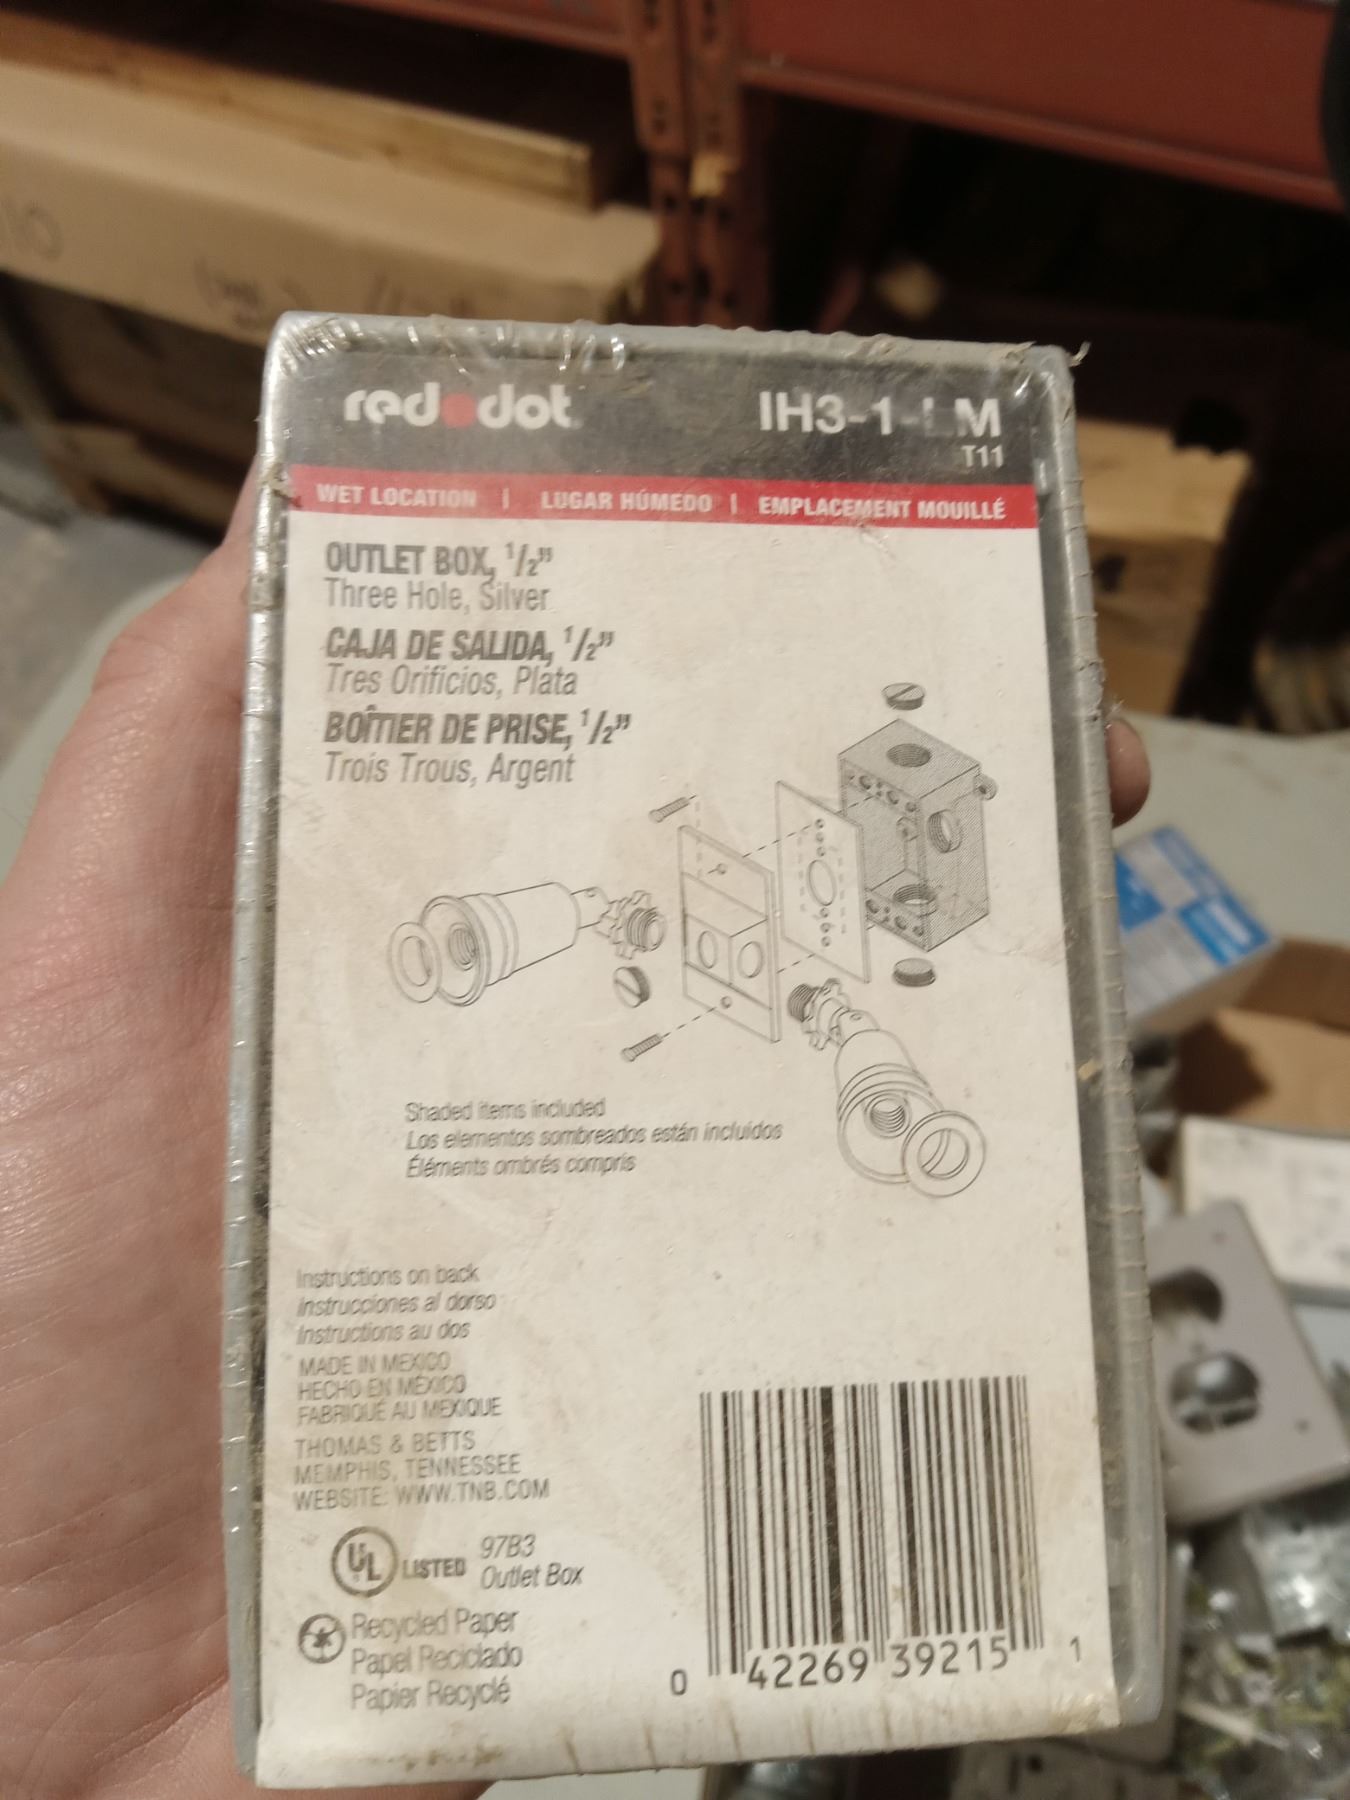 red dot
IH3-1-LM
T11
WET LOCATION | LUGAR HÚMEDO | EMPLACEMENT MOUILLÉ
OUTLET BOX, 1/2"
Three Hole, Silver
CAJA DE SALIDA, 1/2"
Tres Orificios, Plata
BOÎTIER DE PRISE, 1/2"
Trois Trous, Argent
Shaded items included
Los elementos sombreados están incluidos
Éléments ombrés compris
Instructions on back
Instrucciones al dorso
Instructions au dos
MADE IN MEXICO
HECHO EN MÉXICO
FABRIQUÉ AU MEXIQUE
THOMAS & BETTS
MEMPHIS, TENNESSEE
WEBSITE: WWW.TNB.COM
UL LISTED 97B3
Outlet Box
Recycled Paper
Papel Reciclado
Papier Recyclé
0 42269 39215 1